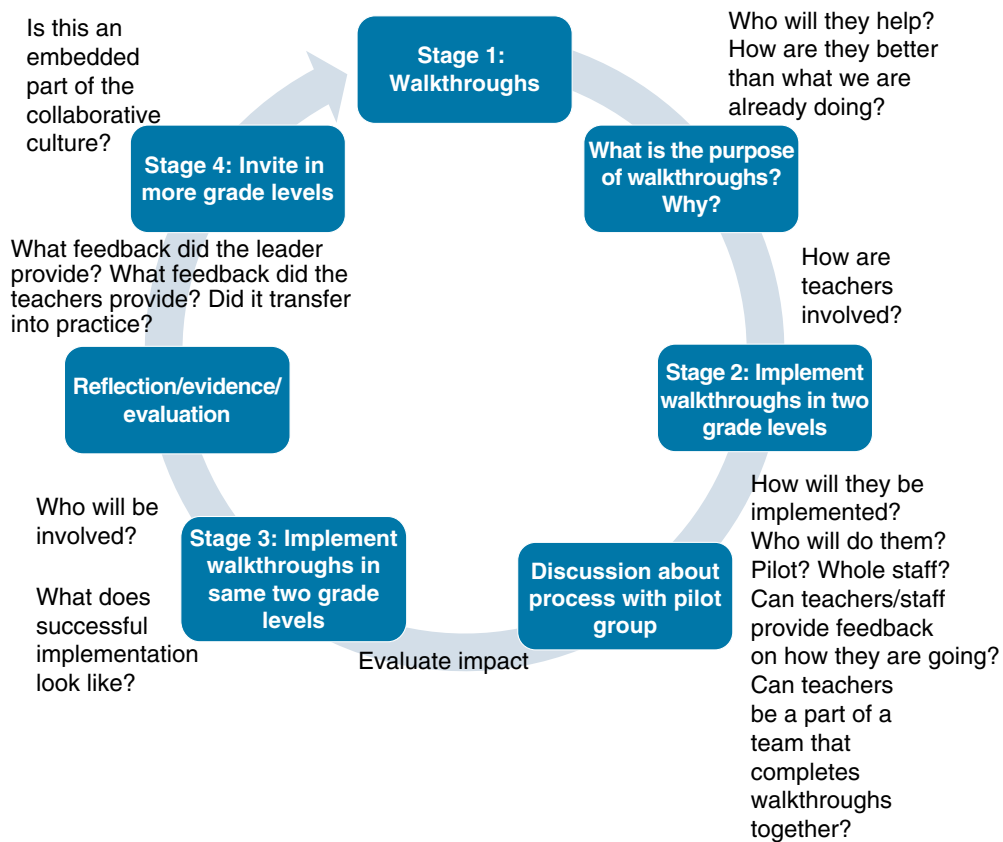 Stage 1:
Walkthroughs
Who will they help?
How are they better
than what we are
already doing?
What is the purpose
of walkthroughs?
Why?
How are
teachers
involved?
Stage 2: Implement
walkthroughs in two
grade levels
How will they be
implemented?
Who will do them?
Pilot? Whole staff?
Can teachers/staff
provide feedback
on how they are going?
Can teachers
be a part of a
team that
completes
walkthroughs
together?
Discussion about
process with pilot
group
Evaluate impact
Stage 3: Implement
walkthroughs in
same two grade
levels
Who will be
involved?
What does
successful
implementation
look like?
Reflection/evidence/
evaluation
What feedback did the leader
provide? What feedback did the
teachers provide? Did it transfer
into practice?
Stage 4: Invite in
more grade levels
Is this an
embedded
part of the
collaborative
culture?